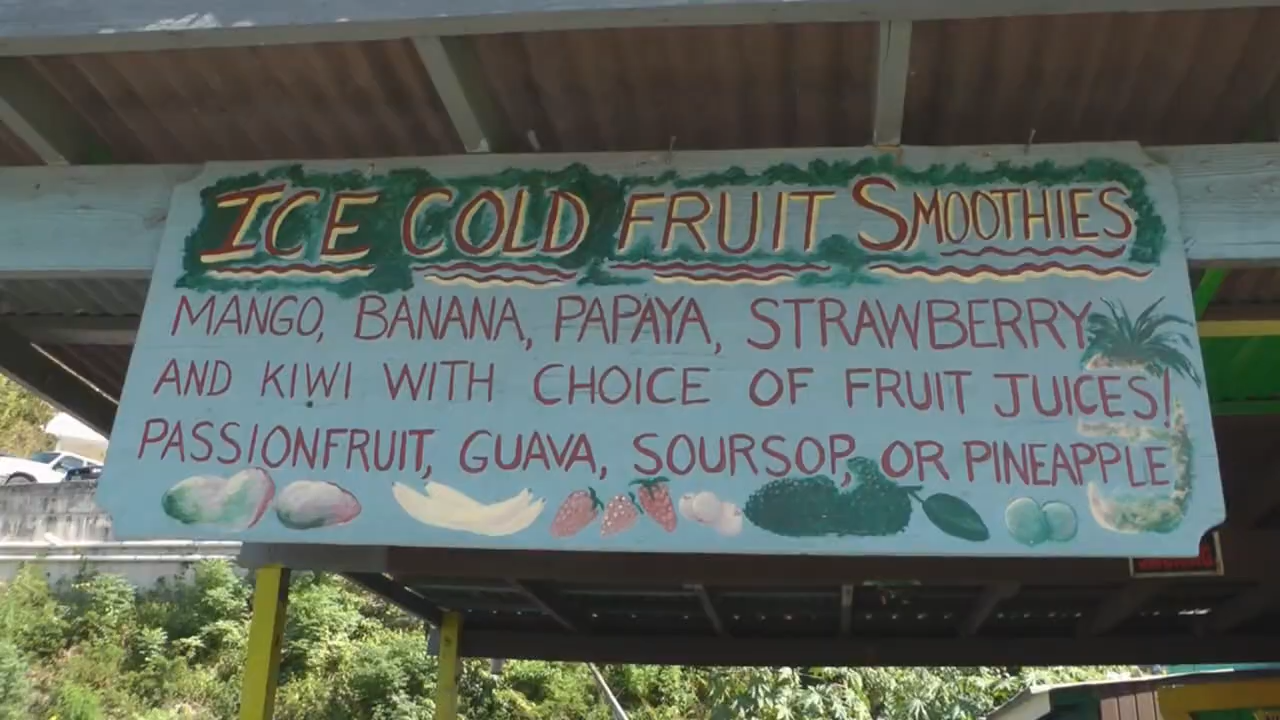 ICE COLD FRUIT SMOOTHIES
MANGO, BANANA, PAPAYA, STRAWBERRY
AND KIWI WITH CHOICE OF FRUIT JUICES!
PASSIONFRUIT, GUAVA, SOURSOP, OR PINEAPPLE